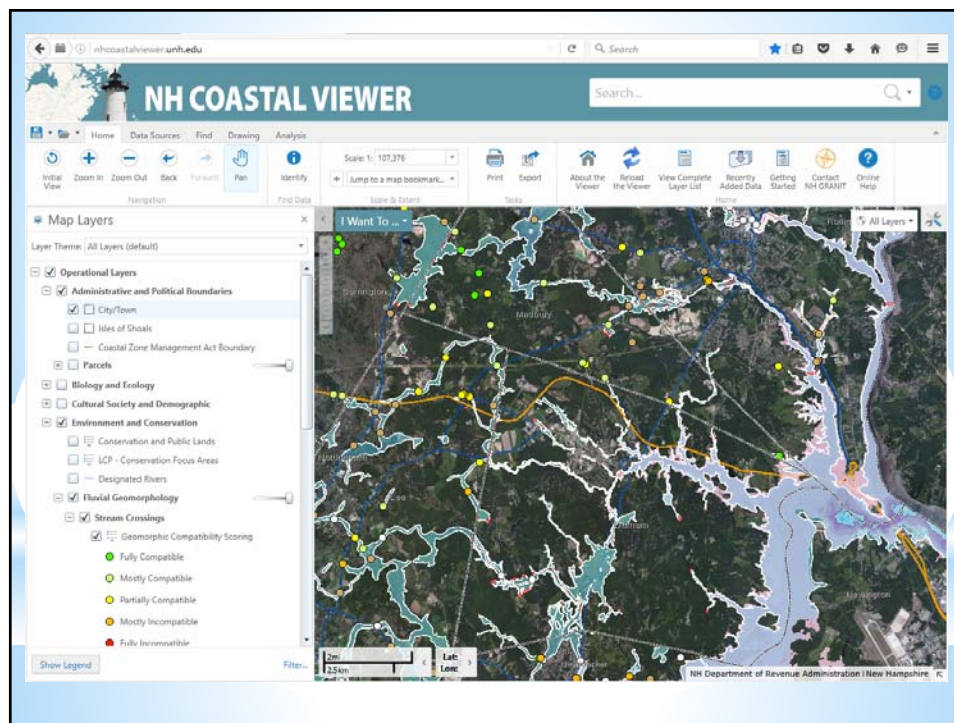 nhcoastalviewer.unh.edu
Search
NH COASTAL VIEWER
Search...
Home Data Sources Find Drawing Analysis
Initial View
Zoom In
Zoom Out
Back
Forward
Pan
Navigation
Identify
Find Data
Scale: 1: 107,376
Jump to a map bookmark...
Scale & Extent
Print
Export
Tasks
About the Viewer
Reload the Viewer
View Complete Layer List
Recently Added Data
Getting Started
Contact NH GRANIT
Online Help
Home
Map Layers
Layer Theme: All Layers (default)
Operational Layers
Administrative and Political Boundaries
City/Town
Isles of Shoals
Coastal Zone Management Act Boundary
Parcels
Biology and Ecology
Cultural Society and Demographic
Environment and Conservation
Conservation and Public Lands
LCP - Conservation Focus Areas
Designated Rivers
Fluvial Geomorphology
Stream Crossings
Geomorphic Compatibility Scoring
Fully Compatible
Mostly Compatible
Partially Compatible
Mostly Incompatible
Fully Incompatible
Show Legend
Filter...
I Want To ...
All Layers
Barrington
Madbury
Lee
Durham
Newington
2mi
2.5km
Lat:
Lon:
NH Department of Revenue Administration | New Hampshire